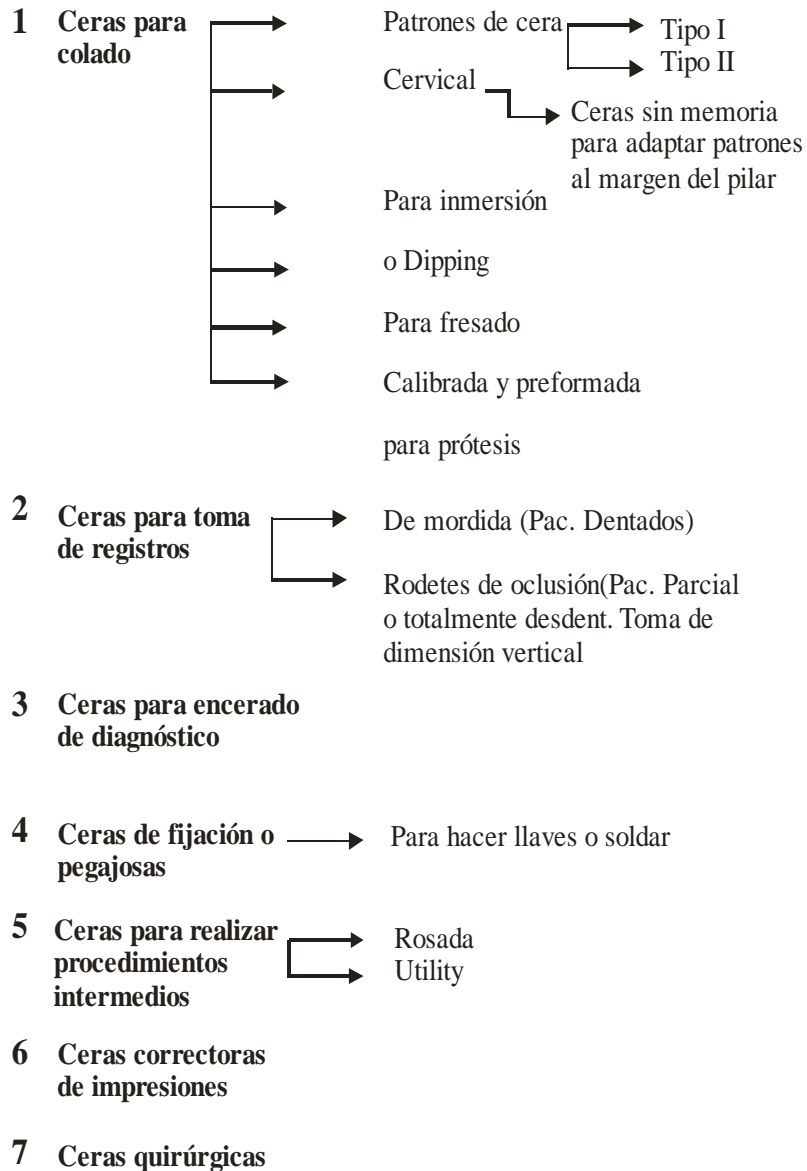 1 Ceras para colado
Patrones de cera
Tipo I
Tipo II
Cervical
Ceras sin memoria
para adaptar patrones
al margen del pilar
Para inmersión
o Dipping
Para fresado
Calibrada y preformada
para prótesis
2 Ceras para toma
de registros
De mordida (Pac. Dentados)
Rodetes de oclusión(Pac. Parcial
o totalmente desdent. Toma de
dimensión vertical
3 Ceras para encerado
de diagnóstico
4 Ceras de fijación o
pegajosas
Para hacer llaves o soldar
5 Ceras para realizar
procedimientos
intermedios
Rosada
Utility
6 Ceras correctoras
de impresiones
7 Ceras quirúrgicas